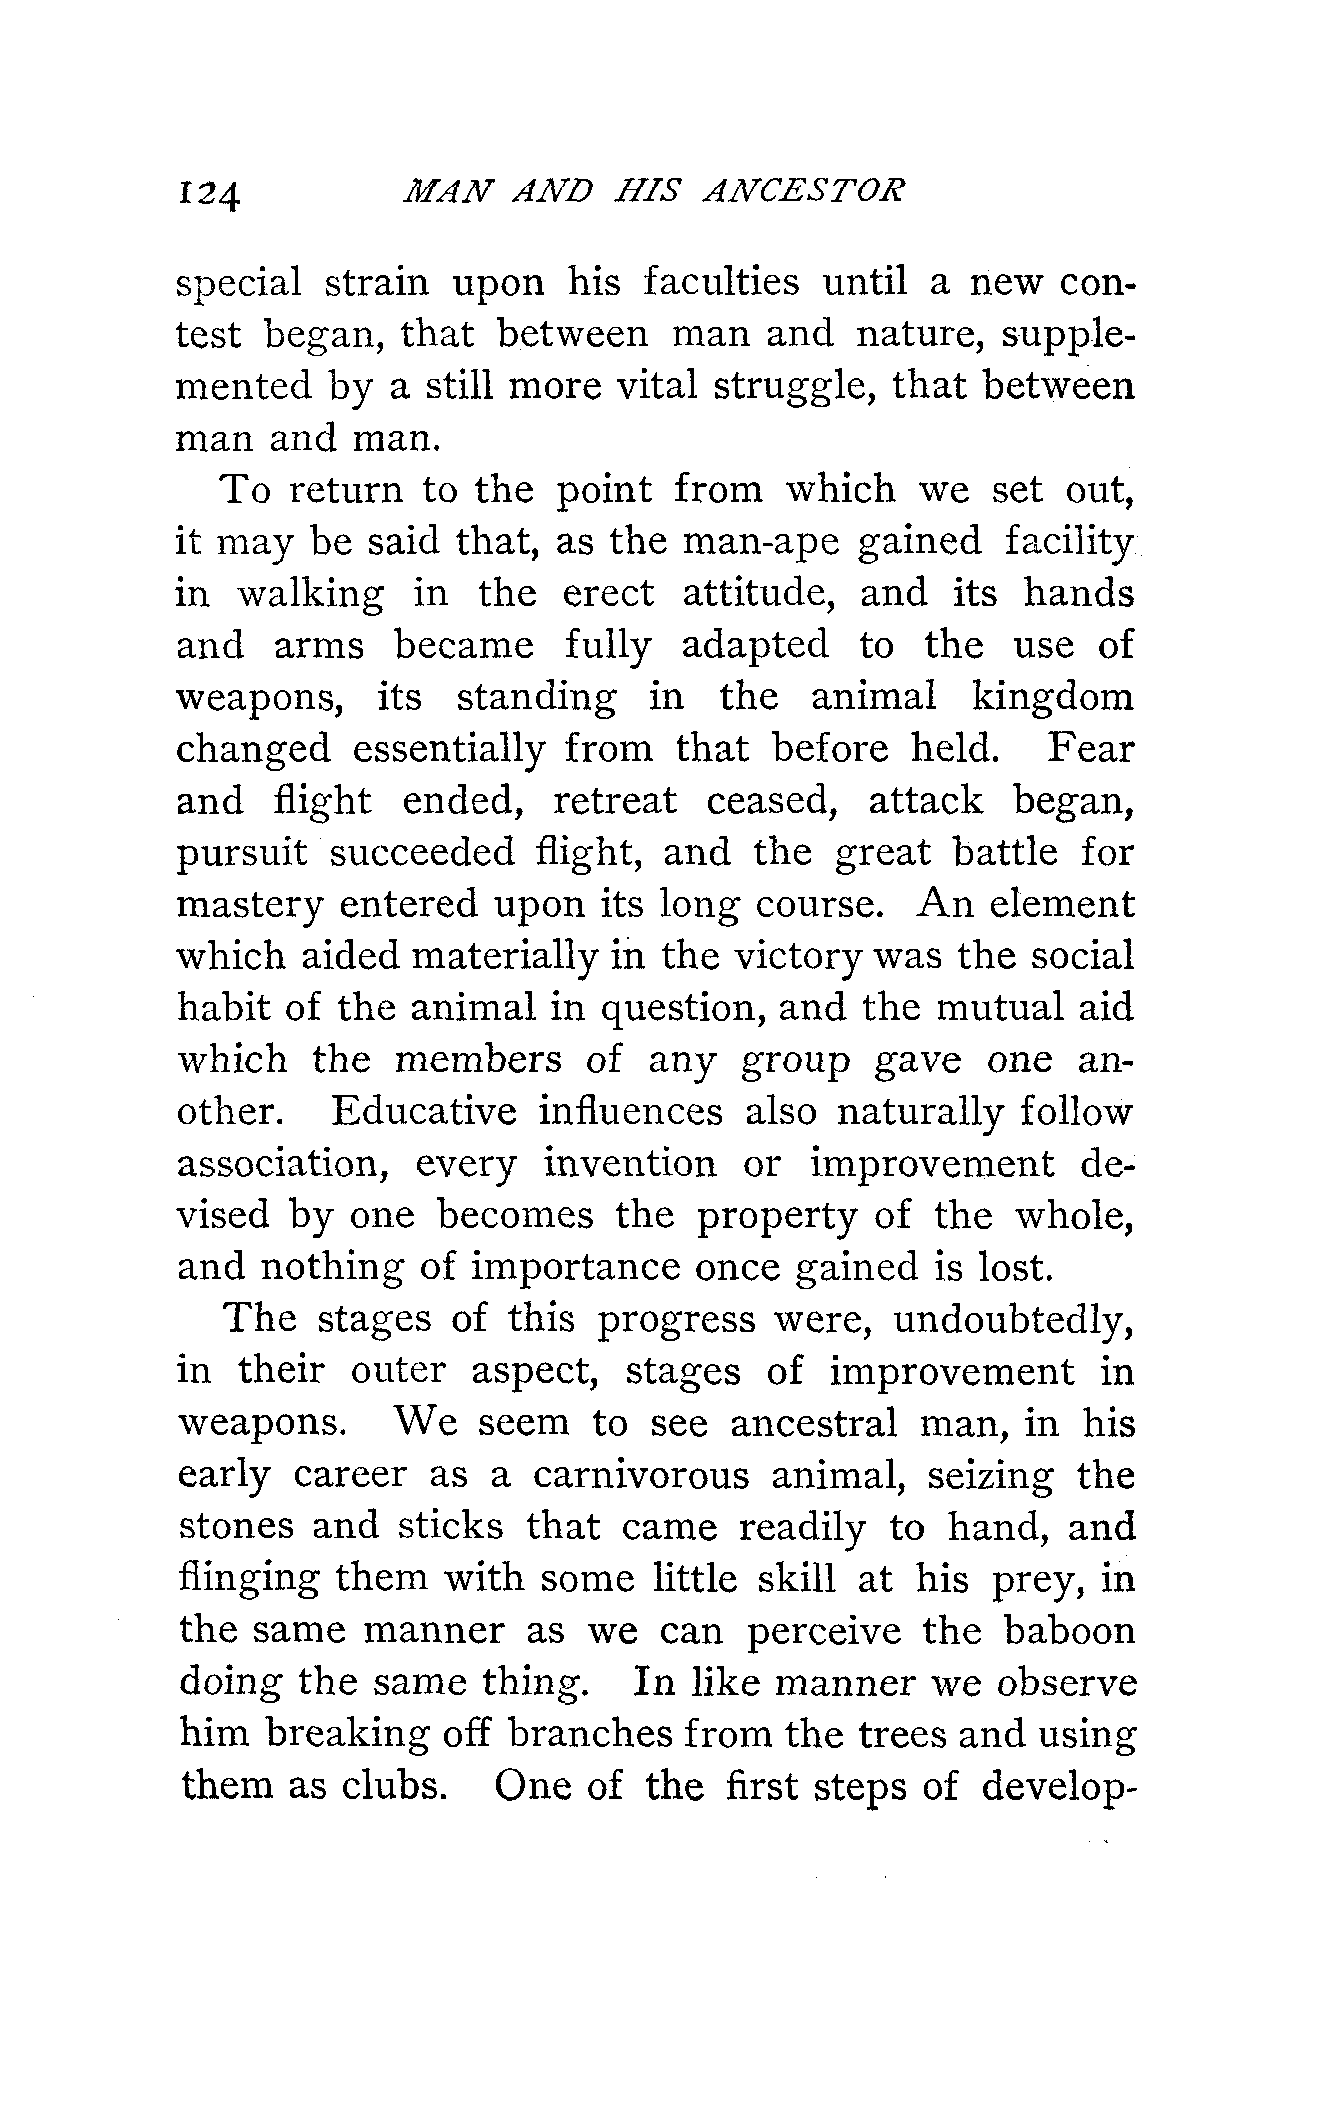 124 MAN AND HIS ANCESTOR
special strain upon his faculties until a new con-
test began, that between man and nature, supple-
mented by a still more vital struggle, that between
man and man.
To return to the point from which we set out,
it may be said that, as the man-ape gained facility
in walking in the erect attitude, and its hands
and arms became fully adapted to the use of
weapons, its standing in the animal kingdom
changed essentially from that before held. Fear
and flight ended, retreat ceased, attack began,
pursuit succeeded flight, and the great battle for
mastery entered upon its long course. An element
which aided materially in the victory was the social
habit of the animal in question, and the mutual aid
which the members of any group gave one an-
other. Educative influences also naturally follow
association, every invention or improvement de-
vised by one becomes the property of the whole,
and nothing of importance once gained is lost.
The stages of this progress were, undoubtedly,
in their outer aspect, stages of improvement in
weapons. We seem to see ancestral man, in his
early career as a carnivorous animal, seizing the
stones and sticks that came readily to hand, and
flinging them with some little skill at his prey, in
the same manner as we can perceive the baboon
doing the same thing. In like manner we observe
him breaking off branches from the trees and using
them as clubs. One of the first steps of develop-